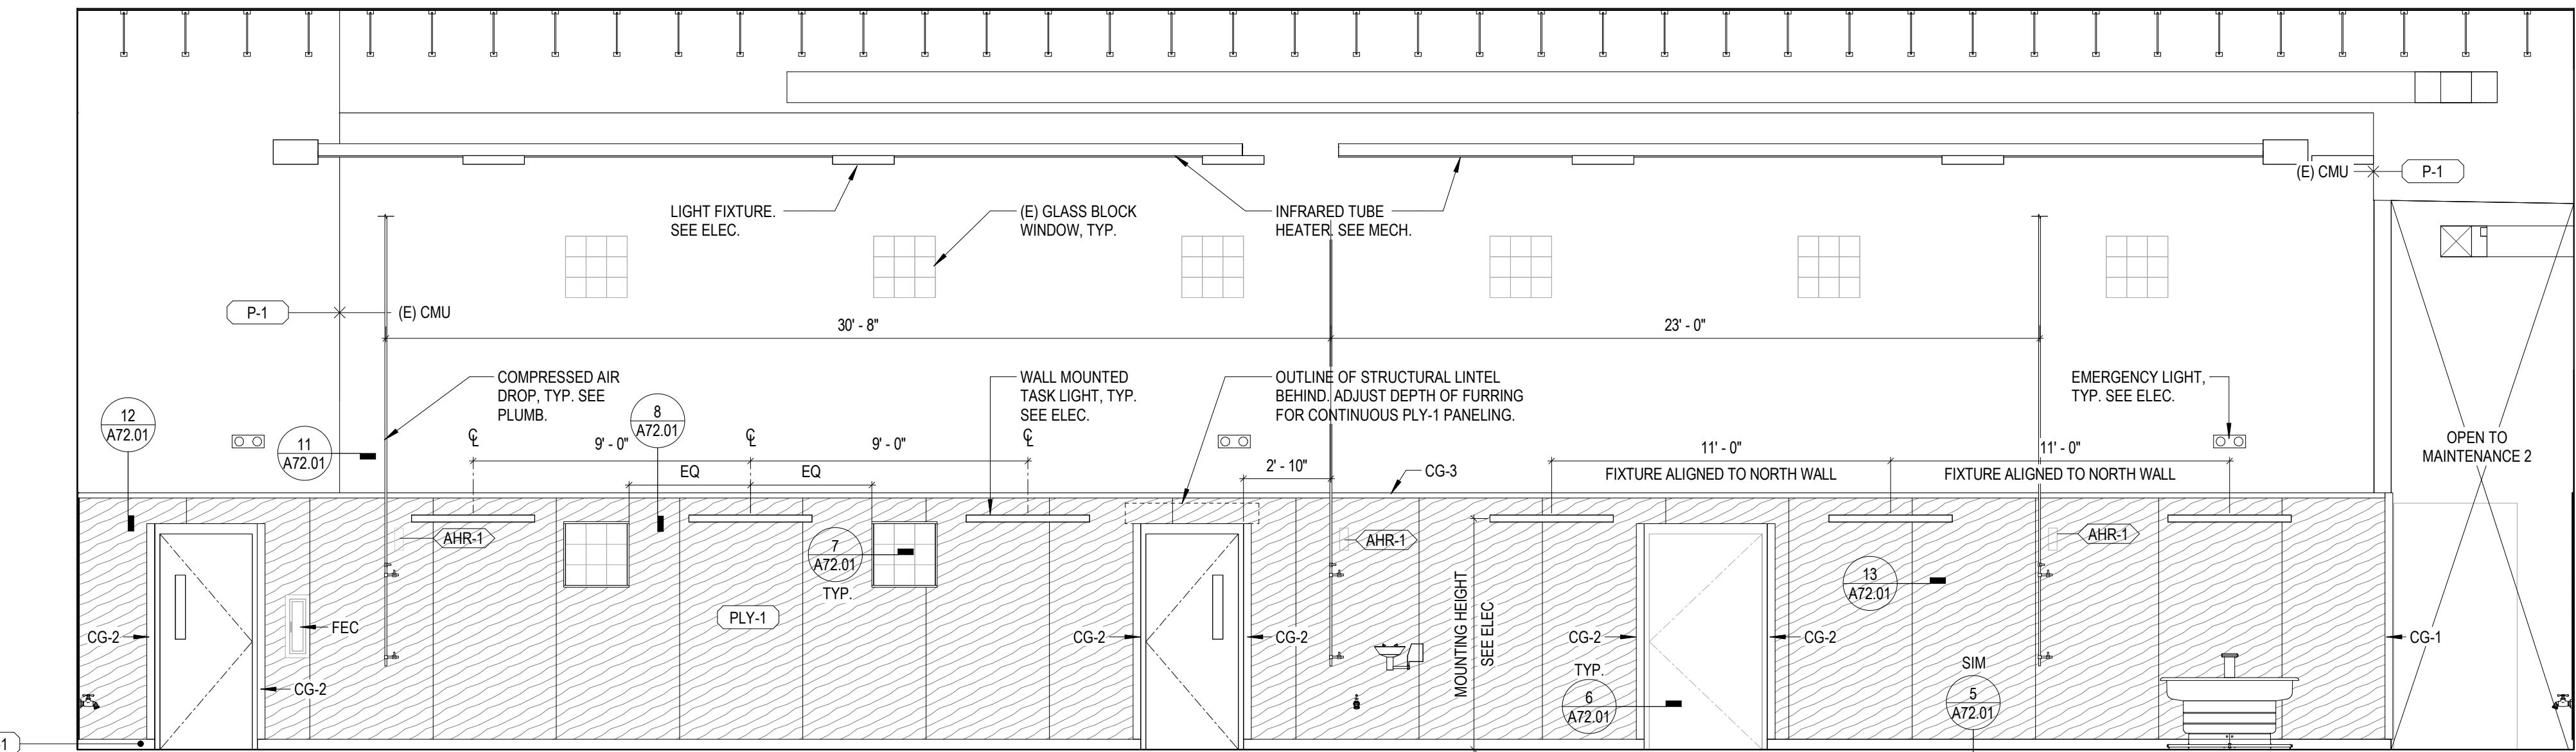 (E) CMU
P-1
LIGHT FIXTURE.
SEE ELEC.
(E) GLASS BLOCK
WINDOW, TYP.
INFRARED TUBE
HEATER. SEE MECH.
P-1
(E) CMU
30' - 8"
23' - 0"
COMPRESSED AIR
DROP, TYP. SEE
PLUMB.
WALL MOUNTED
TASK LIGHT, TYP.
SEE ELEC.
OUTLINE OF STRUCTURAL LINTEL
BEHIND. ADJUST DEPTH OF FURRING
FOR CONTINUOUS PLY-1 PANELING.
EMERGENCY LIGHT,
TYP. SEE ELEC.
12
A72.01
11
A72.01
8
A72.01
OPEN TO
MAINTENANCE 2
CL
9' - 0"
CL
9' - 0"
CL
EQ
EQ
2' - 10"
CG-3
11' - 0"
11' - 0"
FIXTURE ALIGNED TO NORTH WALL
FIXTURE ALIGNED TO NORTH WALL
AHR-1
7
A72.01
TYP.
AHR-1
AHR-1
13
A72.01
MOUNTING HEIGHT
SEE ELEC
PLY-1
FEC
CG-2
CG-2
CG-2
CG-2
CG-2
CG-2
CG-1
TYP.
6
A72.01
SIM
5
A72.01
1